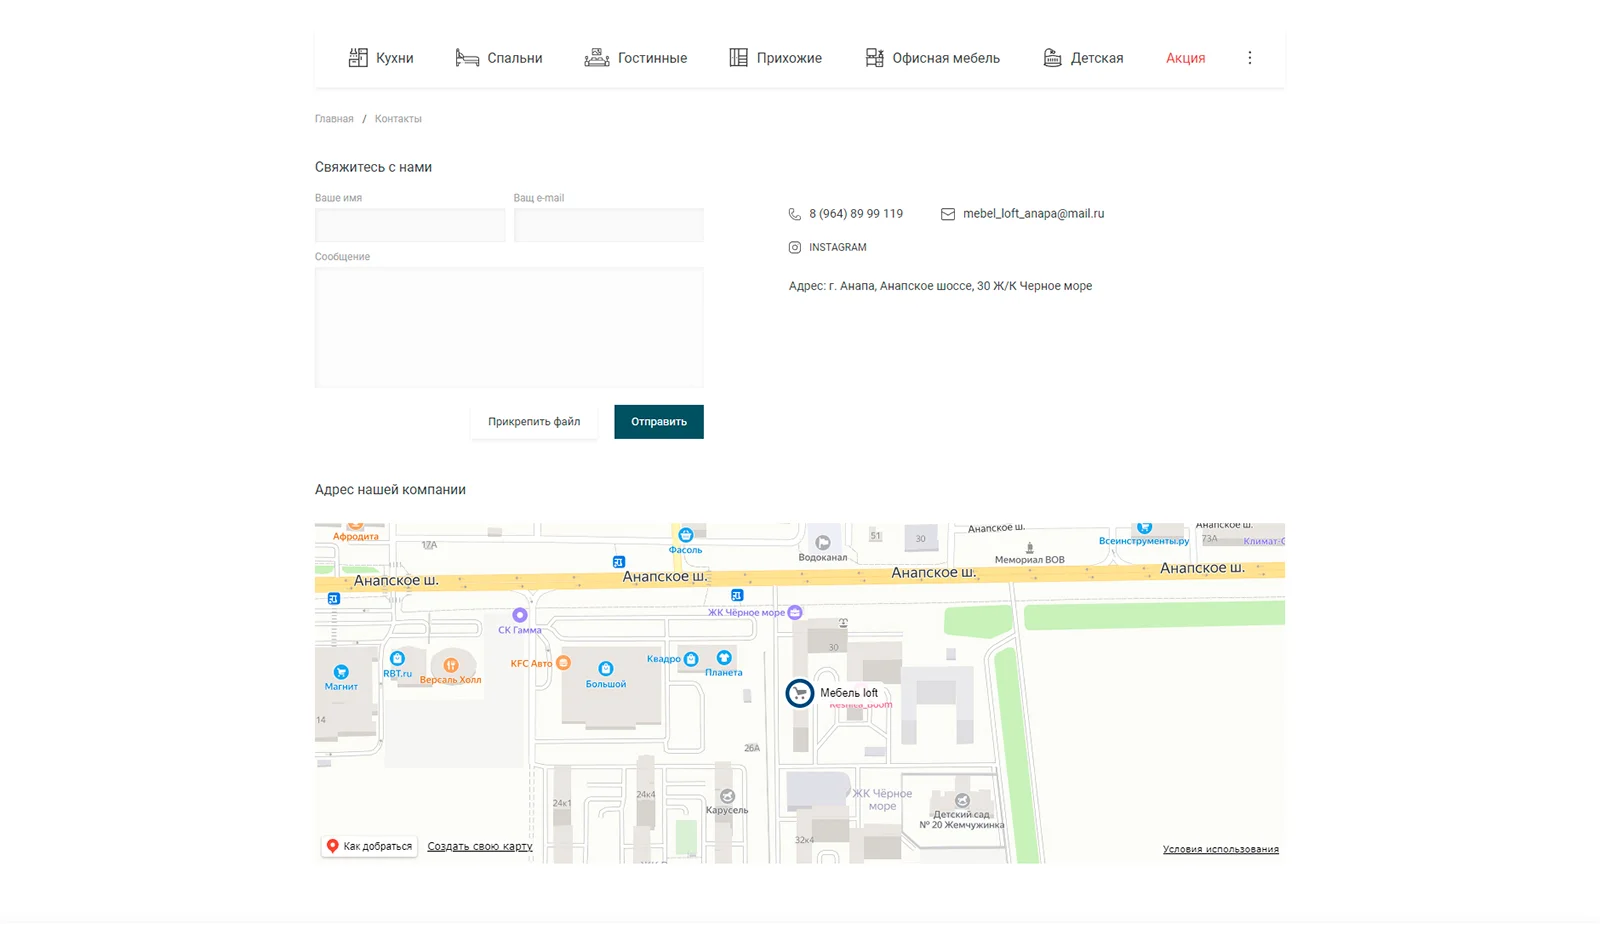 Кухни Спальни Гостинные Прихожие Офисная мебель Детская Акция
Главная / Контакты
Свяжитесь с нами
Ваше имя Ващ e-mail
8 (964) 89 99 119 mebel_loft_anapa@mail.ru
INSTAGRAM
Сообщение
Адрес: г. Анапа, Анапское шоссе, 30 Ж/К Черное море
Прикрепить файл Отправить
Адрес нашей компании
Афродита
17А
Фасоль
Водоканал
51
30
Анапское ш.
Мемориал ВОВ
Всеинструменты.ру
Анапское ш.
73А
Анапское ш.
Анапское ш.
Анапское ш.
Анапское ш.
ЖК Чёрное море
СК Гамма
30
KFC Авто
Квадро
Планета
Большой
RBT.ru
Версаль Холл
Магнит
Мебель loft
14
26А
24к1
24к4
Карусель
ЖК Чёрное
море
Детский сад
№ 20 Жемчужинка
32к4
Как добраться Создать свою карту
Условия использования